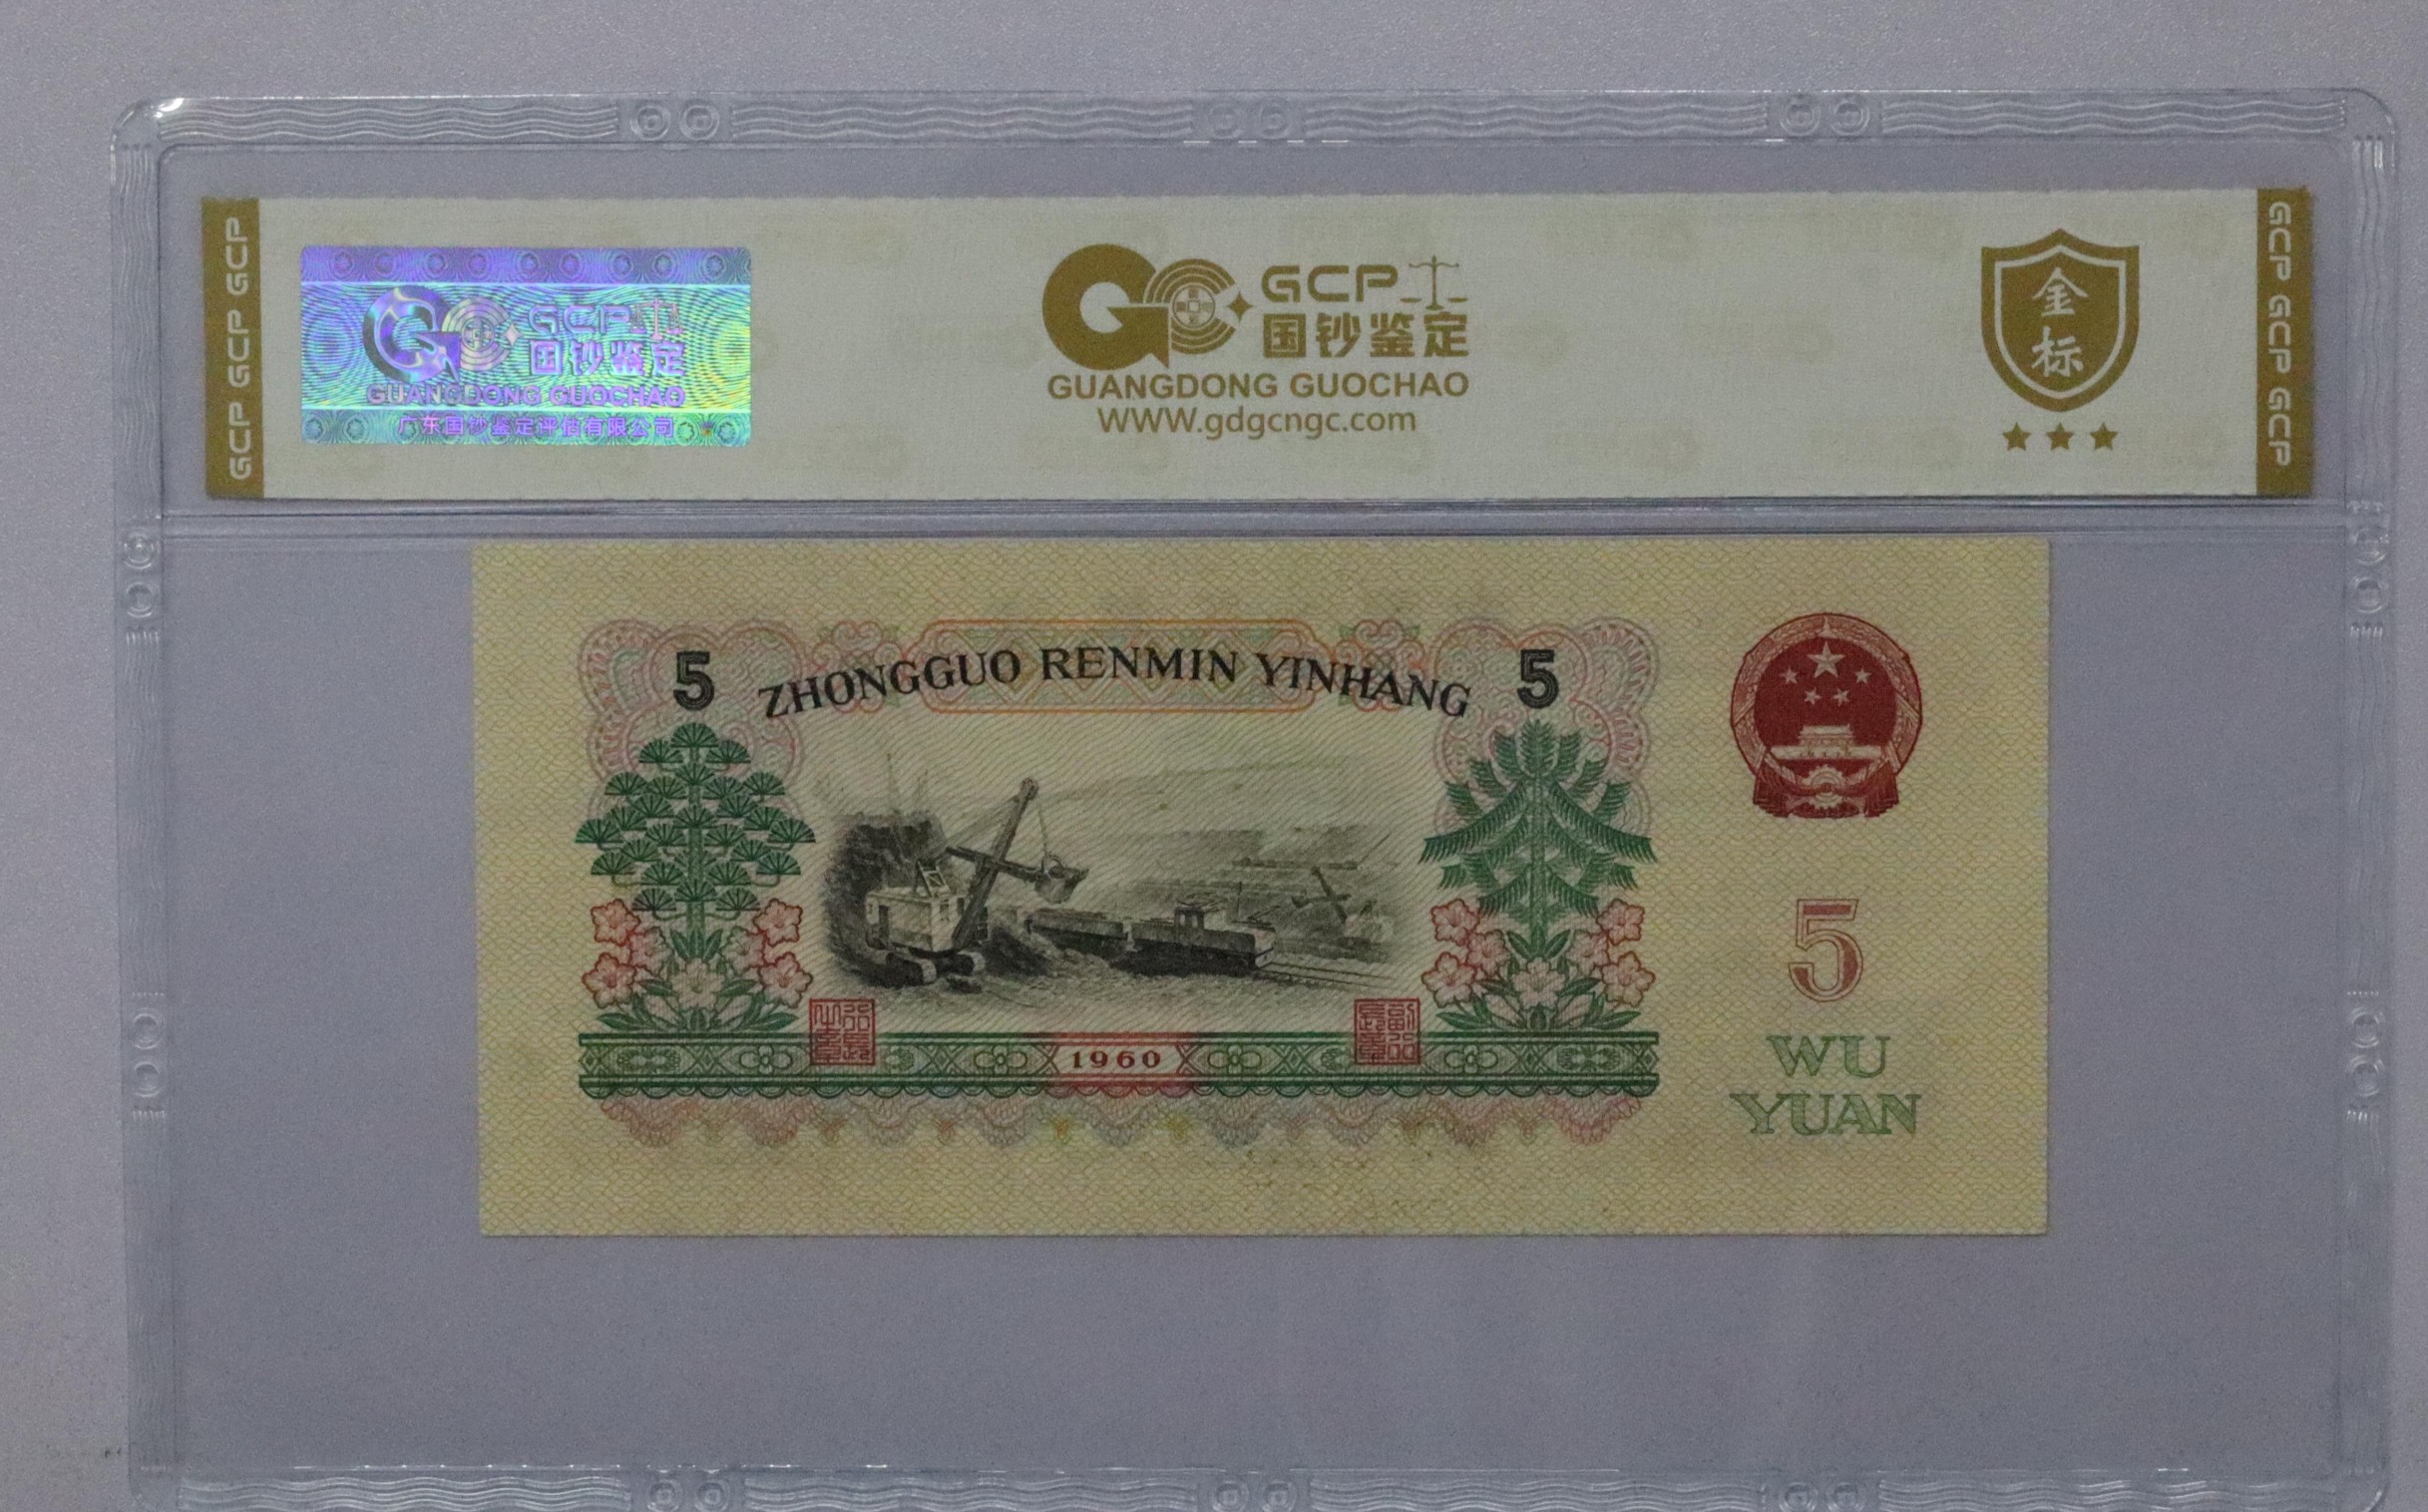 GCP GCP GCP
GCP
国钞鉴定
GUANGDONG GUOCHAO
广东国钞鉴定评估有限公司
GCP
国钞鉴定
GUANGDONG GUOCHAO
WWW.gdgcngc.com
金
标
GCP GCP GCP
5
ZHONGGUO RENMIN YINHANG
5
1960
5
WU
YUAN